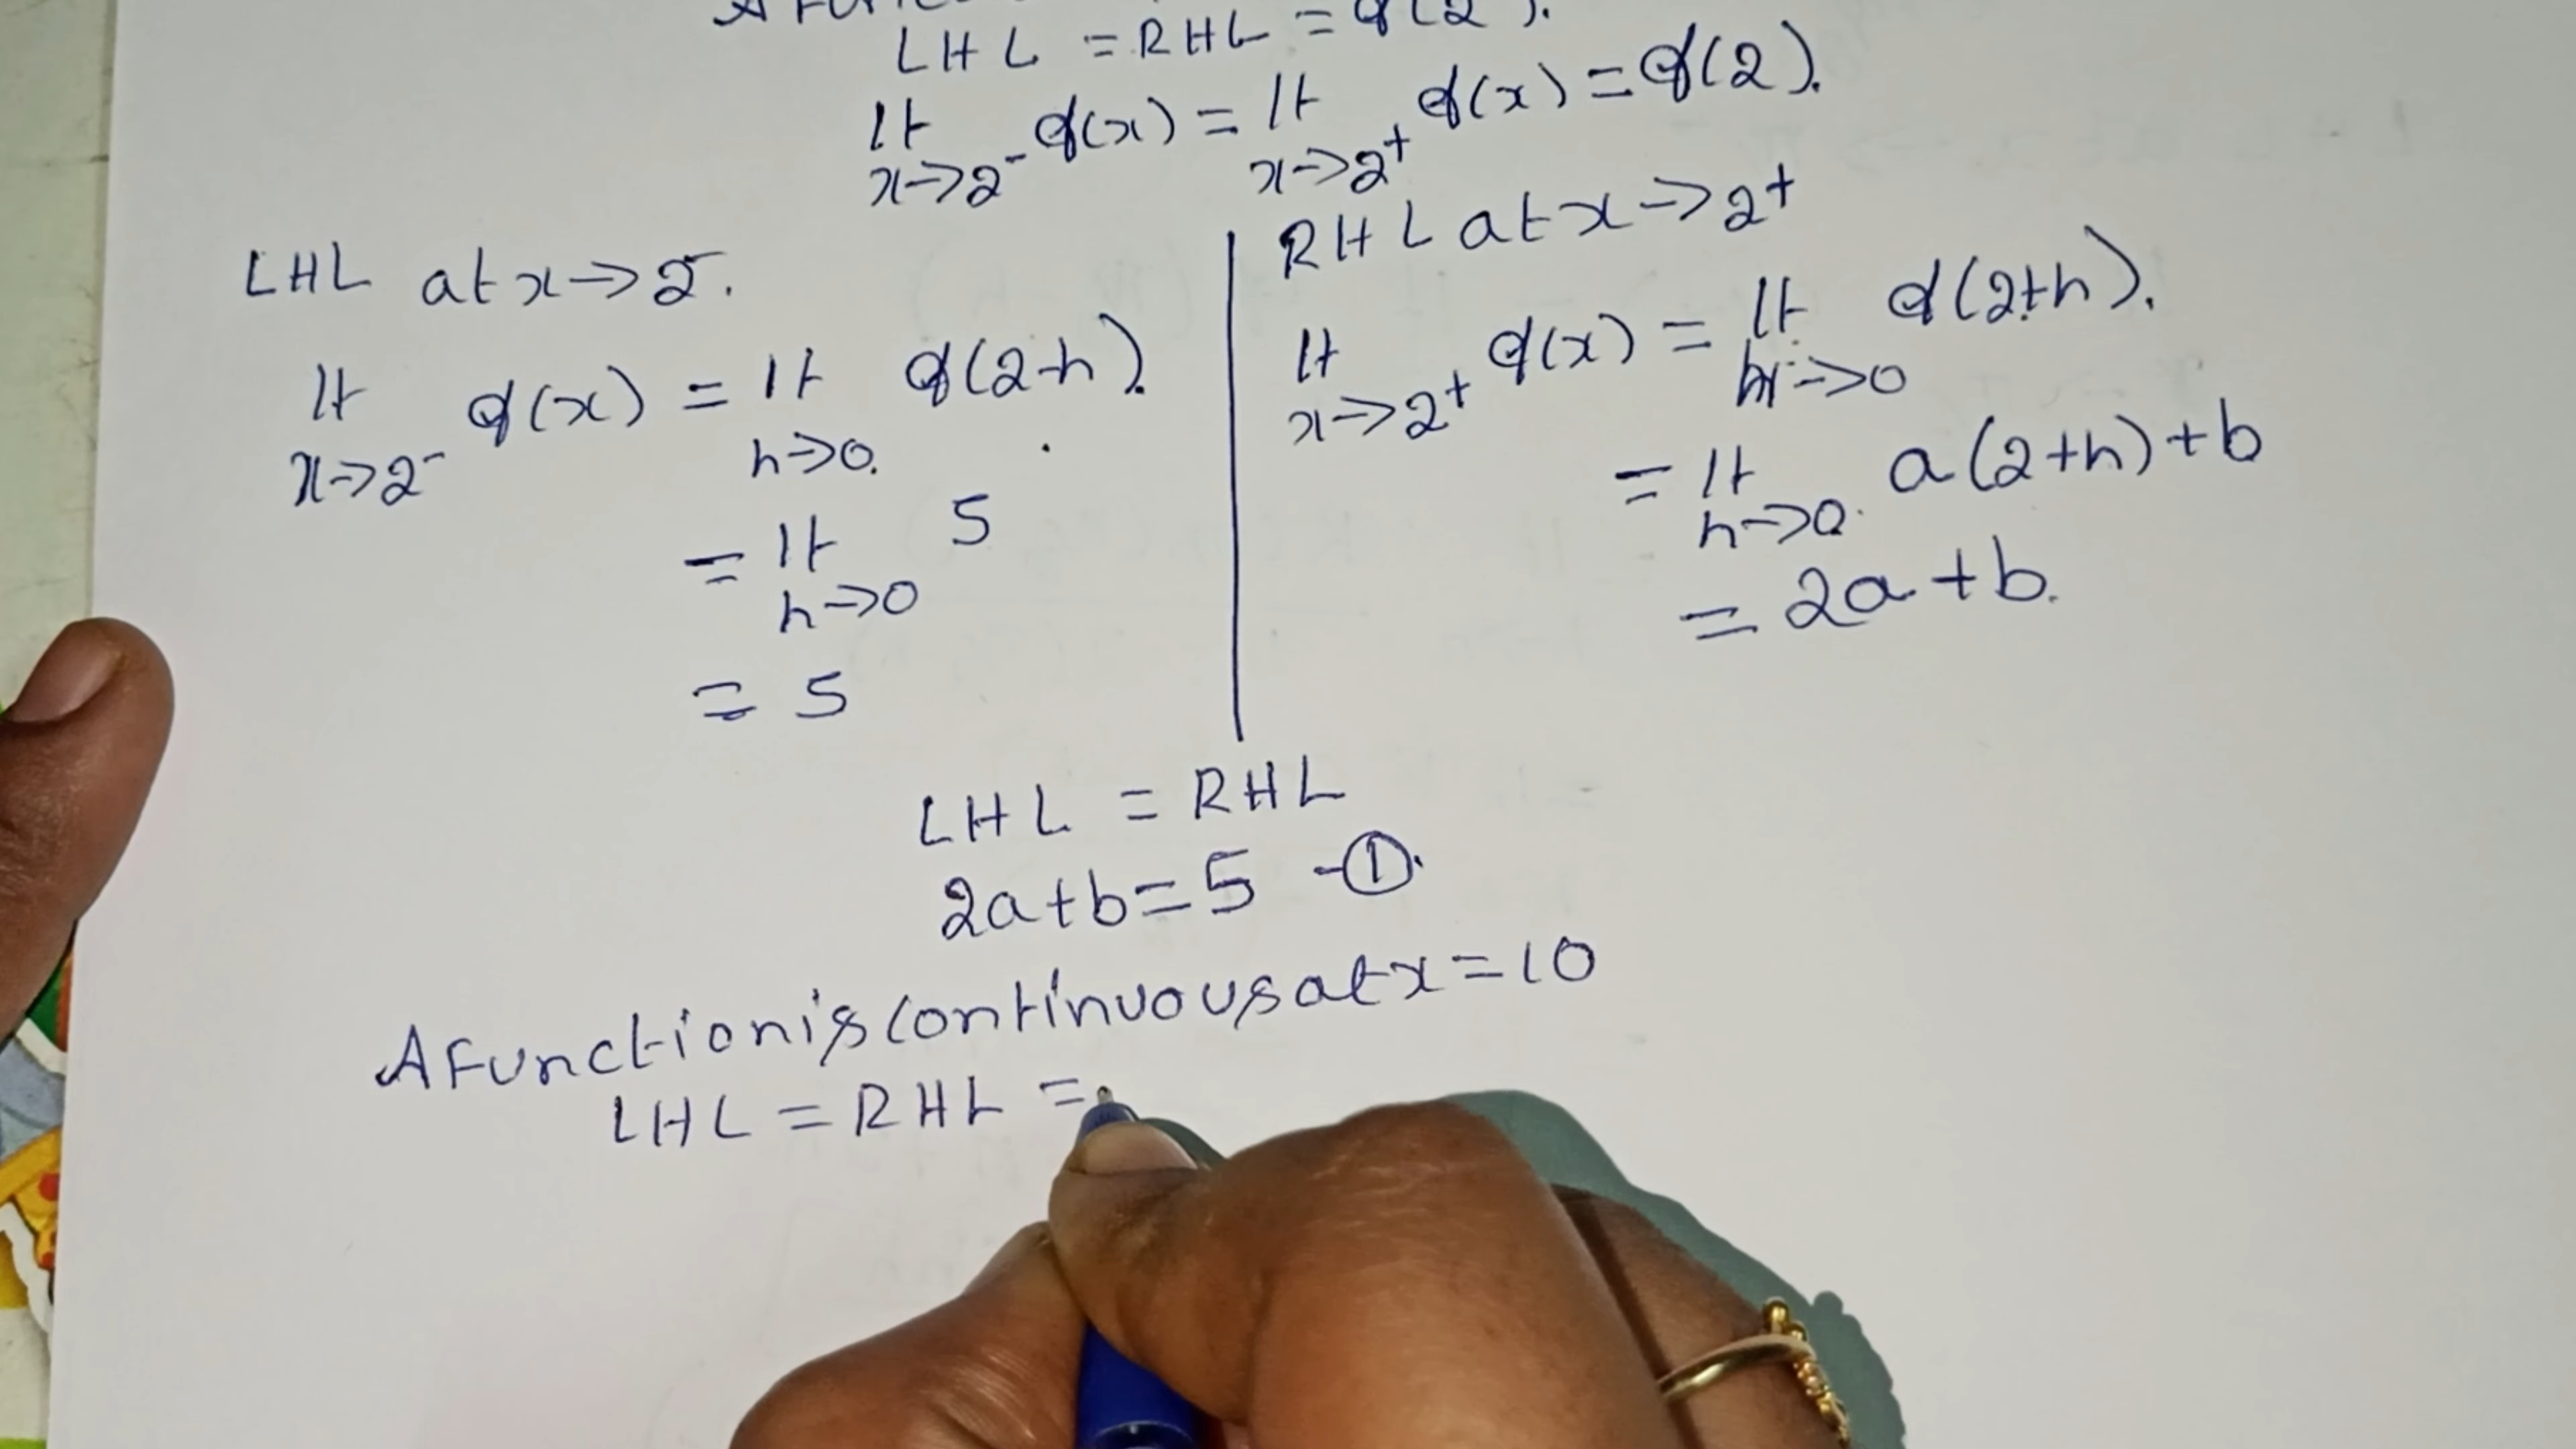 LHL = RHL = f(2).
lt x→2⁻ f(x) = lt x→2⁺ f(x) = f(2).
LHL at x→2⁻.
lt x→2⁻ f(x) = lt h→0. f(2-h).
= lt h→0 5
= 5
RHL at x→2⁺
lt x→2⁺ f(x) = lt h→0 f(2+h).
= lt h→0. a(2+h)+b
= 2a+b.
LHL = RHL
2a+b=5 -①.
A Function is continuous at x=10
LHL = RHL =